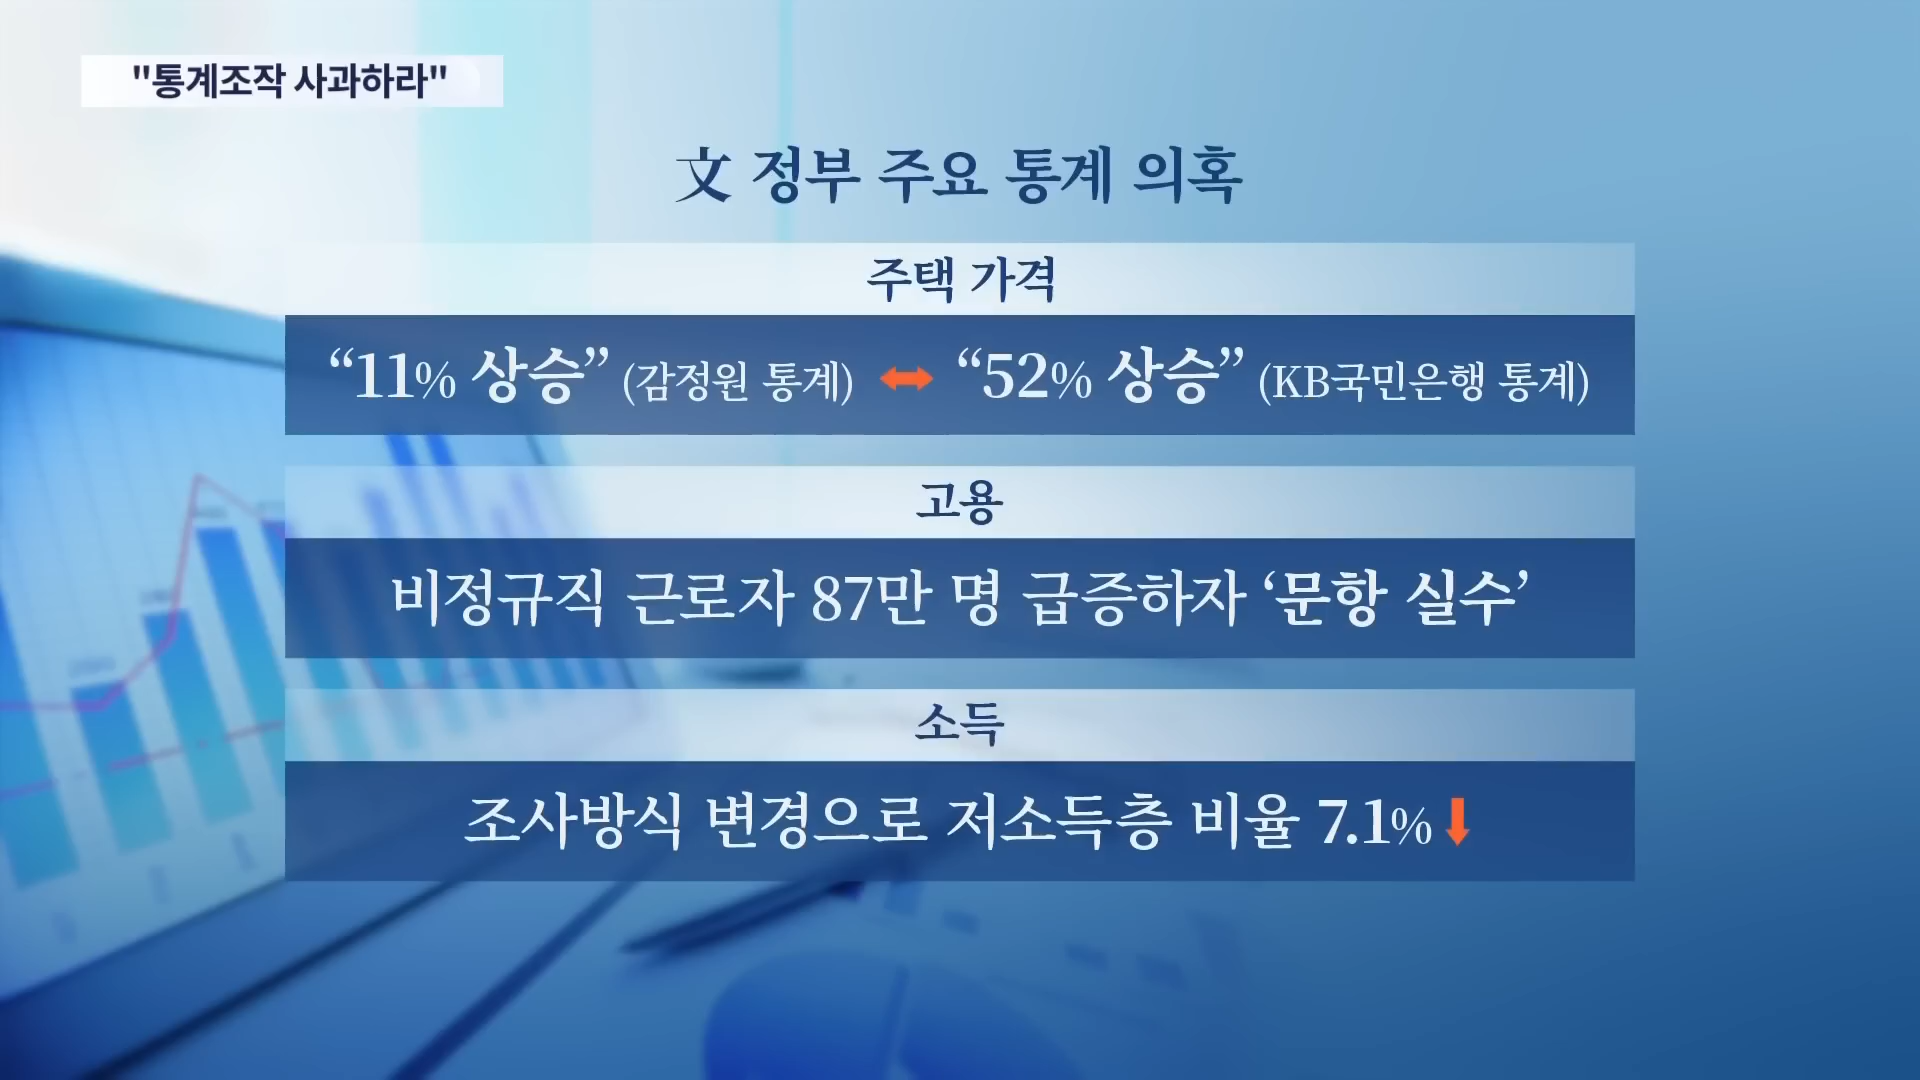 "통계조작 사과하라"
文 정부 주요 통계 의혹
주택 가격
“11% 상승” (감정원 통계) ↔ “52% 상승” (KB국민은행 통계)
고용
비정규직 근로자 87만 명 급증하자 ‘문항 실수’
소득
조사방식 변경으로 저소득층 비율 7.1%⬇